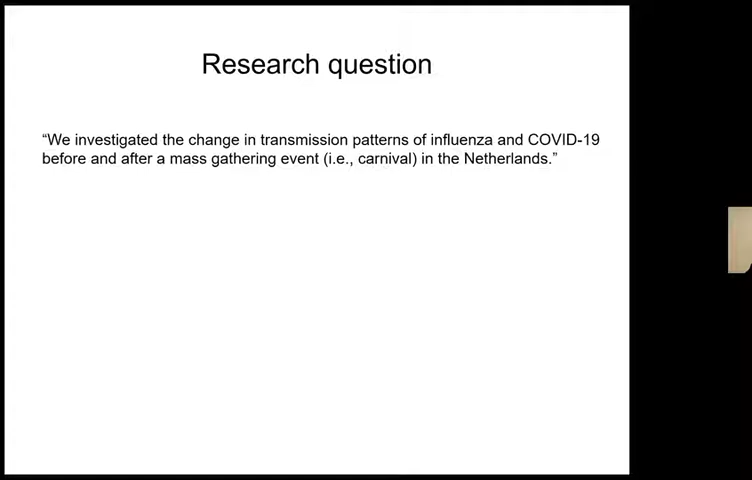 Research question
“We investigated the change in transmission patterns of influenza and COVID-19
before and after a mass gathering event (i.e., carnival) in the Netherlands.”